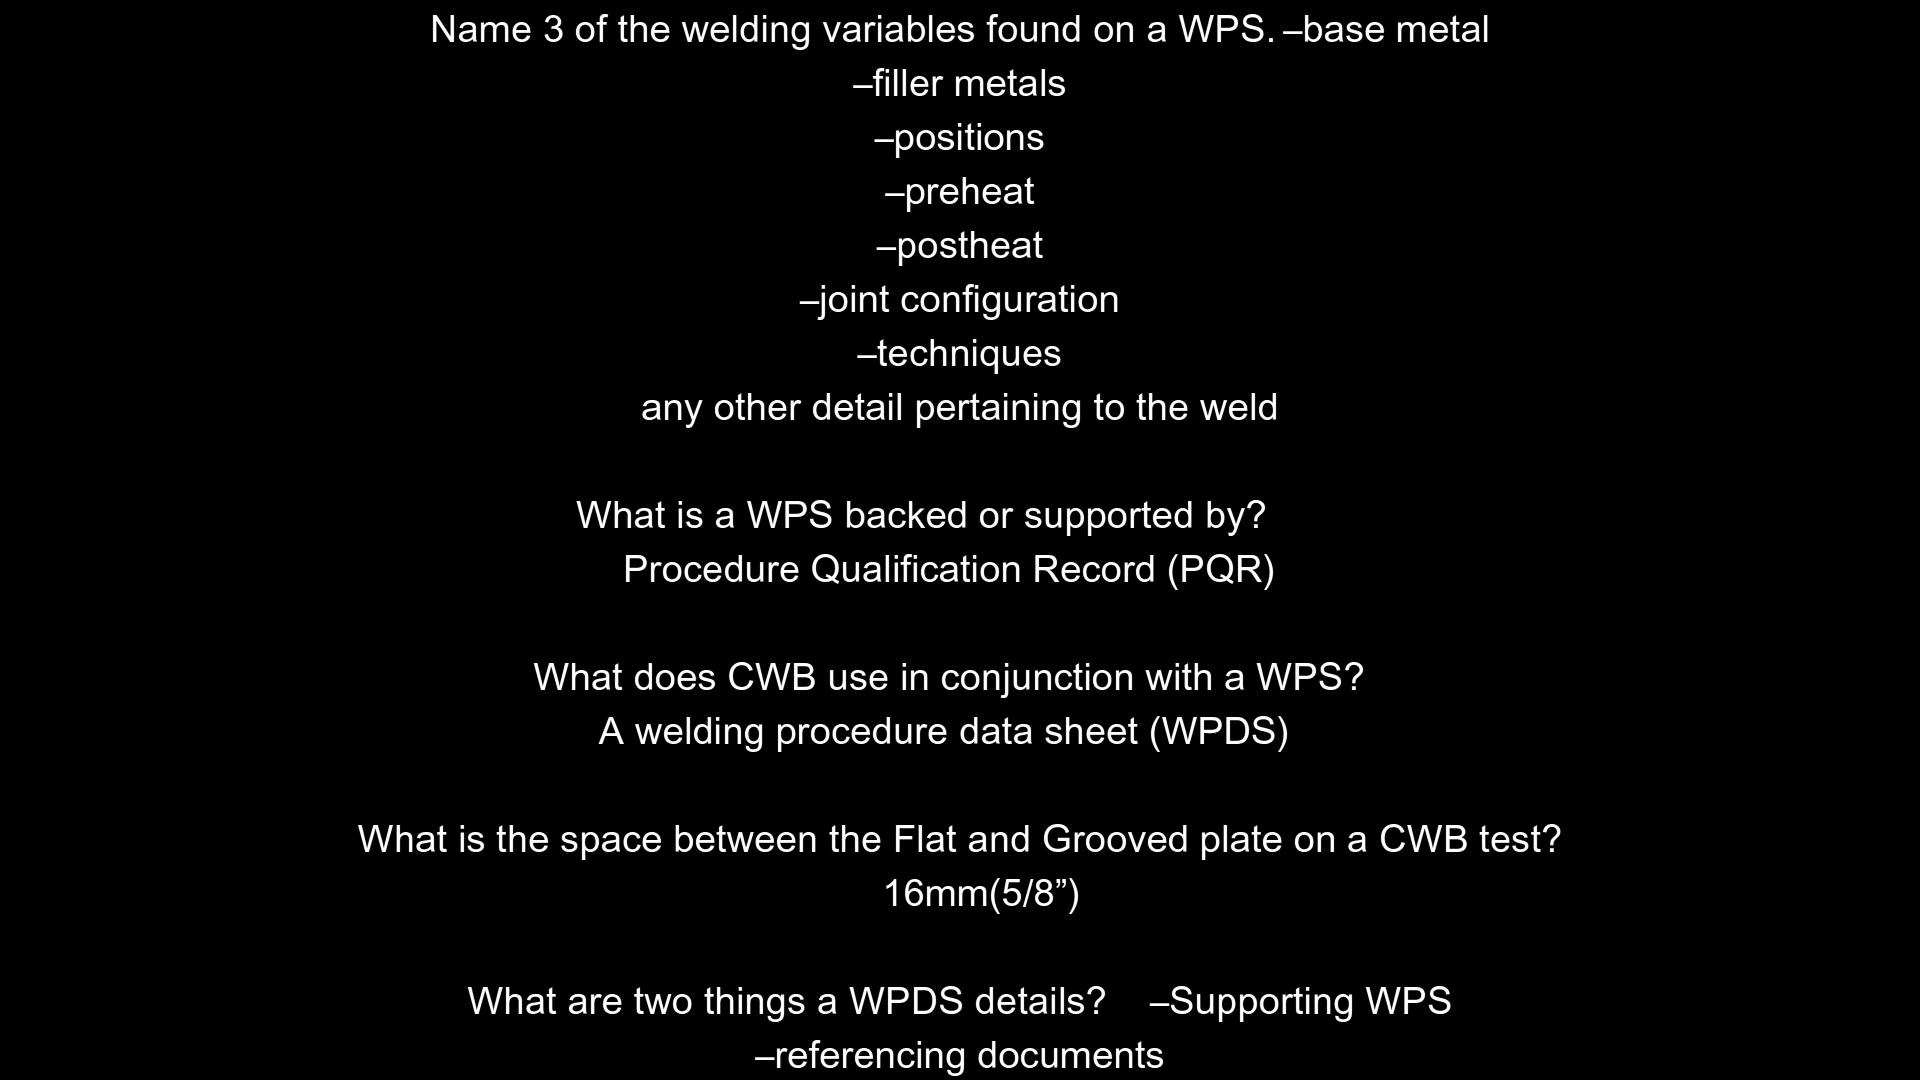 Name 3 of the welding variables found on a WPS. –base metal
–filler metals
–positions
–preheat
–postheat
–joint configuration
–techniques
any other detail pertaining to the weld
What is a WPS backed or supported by?
Procedure Qualification Record (PQR)
What does CWB use in conjunction with a WPS?
A welding procedure data sheet (WPDS)
What is the space between the Flat and Grooved plate on a CWB test?
16mm(5/8”)
What are two things a WPDS details? –Supporting WPS
–referencing documents